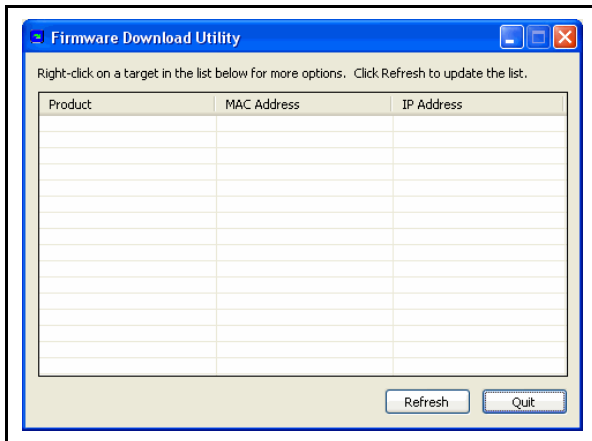 Firmware Download Utility
Right-click on a target in the list below for more options.  Click Refresh to update the list.
Product MAC Address IP Address
Refresh Quit